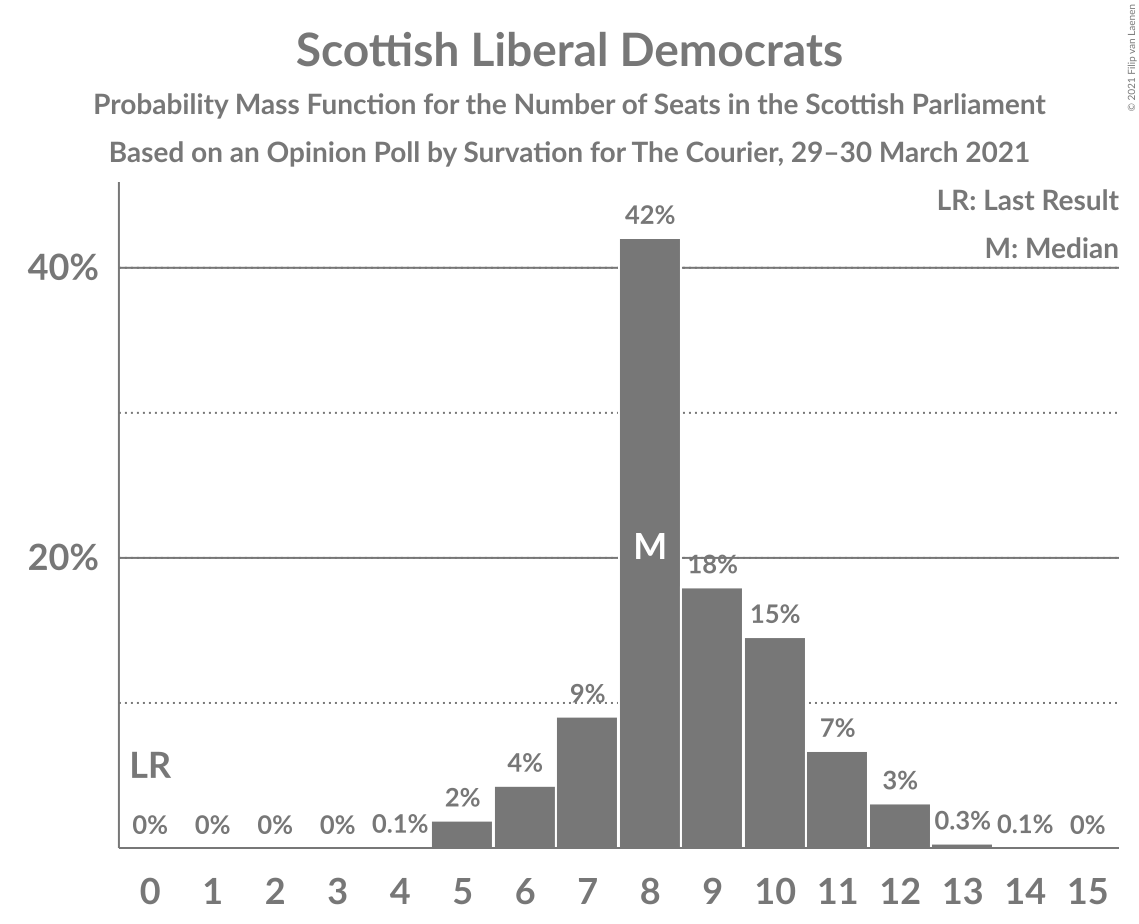 Scottish Liberal Democrats
Probability Mass Function for the Number of Seats in the Scottish Parliament
Based on an Opinion Poll by Survation for The Courier, 29–30 March 2021
© 2021 Filip van Laenen
LR: Last Result
M: Median
40%
20%
42%
M
18%
15%
9%
7%
LR
4%
3%
2%
0% 0% 0% 0% 0.1% 0.3% 0.1% 0%
0 1 2 3 4 5 6 7 8 9 10 11 12 13 14 15